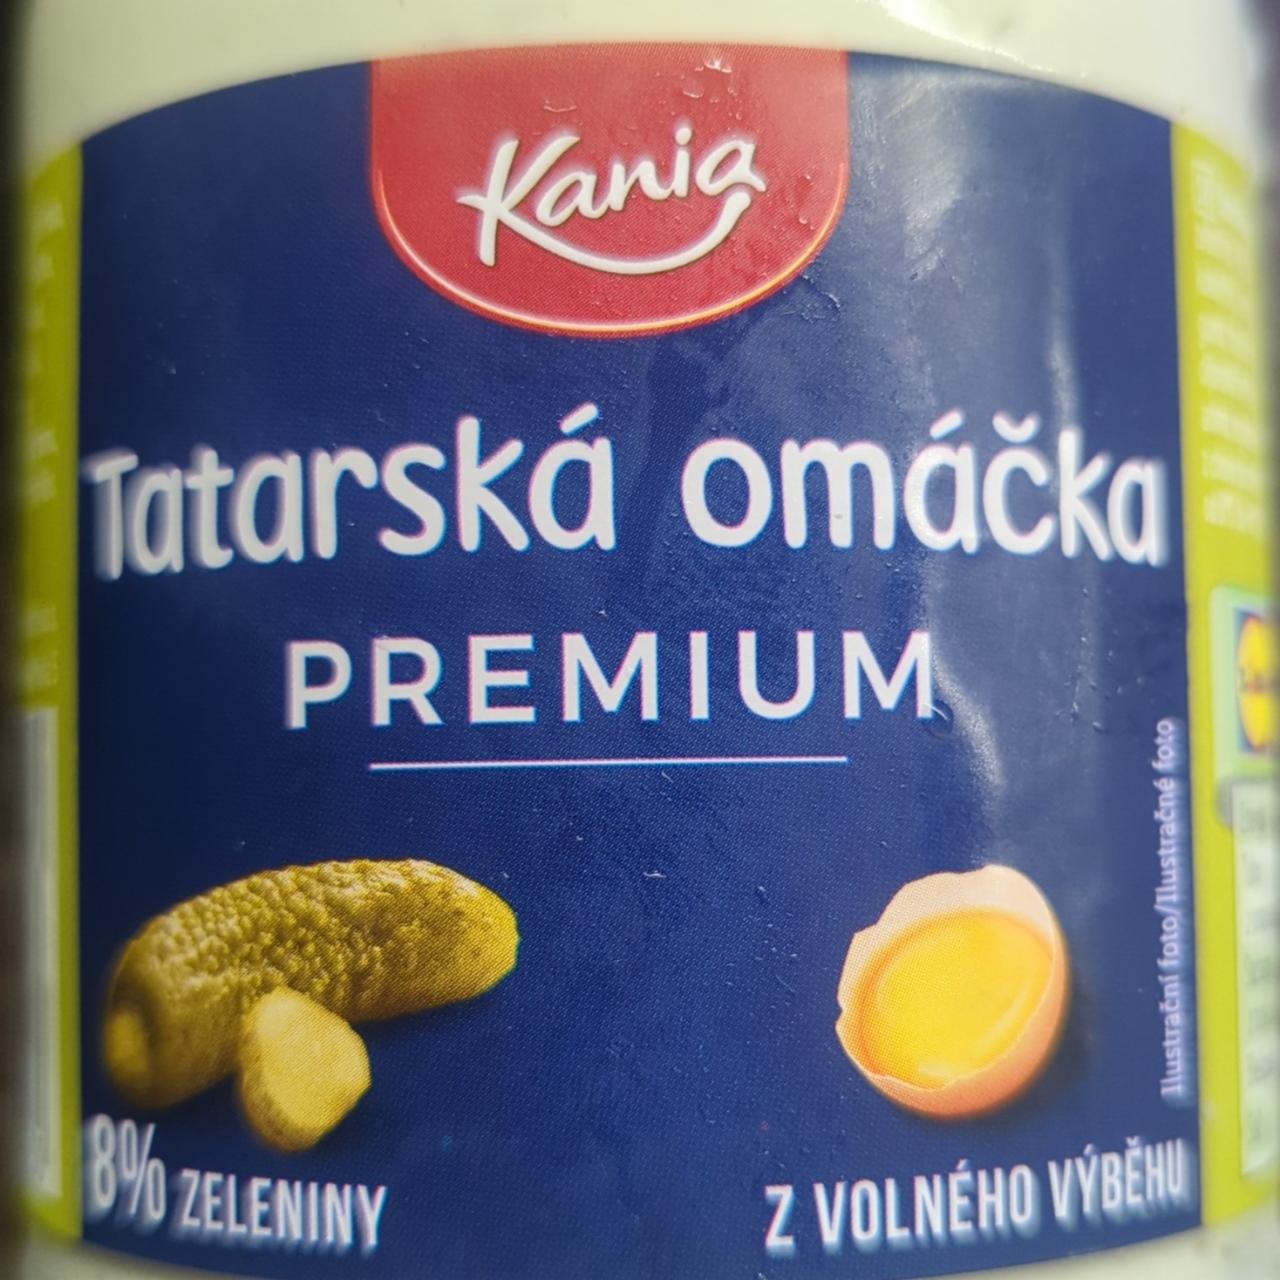 Kania
Tatarská omáčka
PREMIUM
Ilustrační foto/Ilustračné foto
8% ZELENINY
Z VOLNÉHO VÝBĚHU